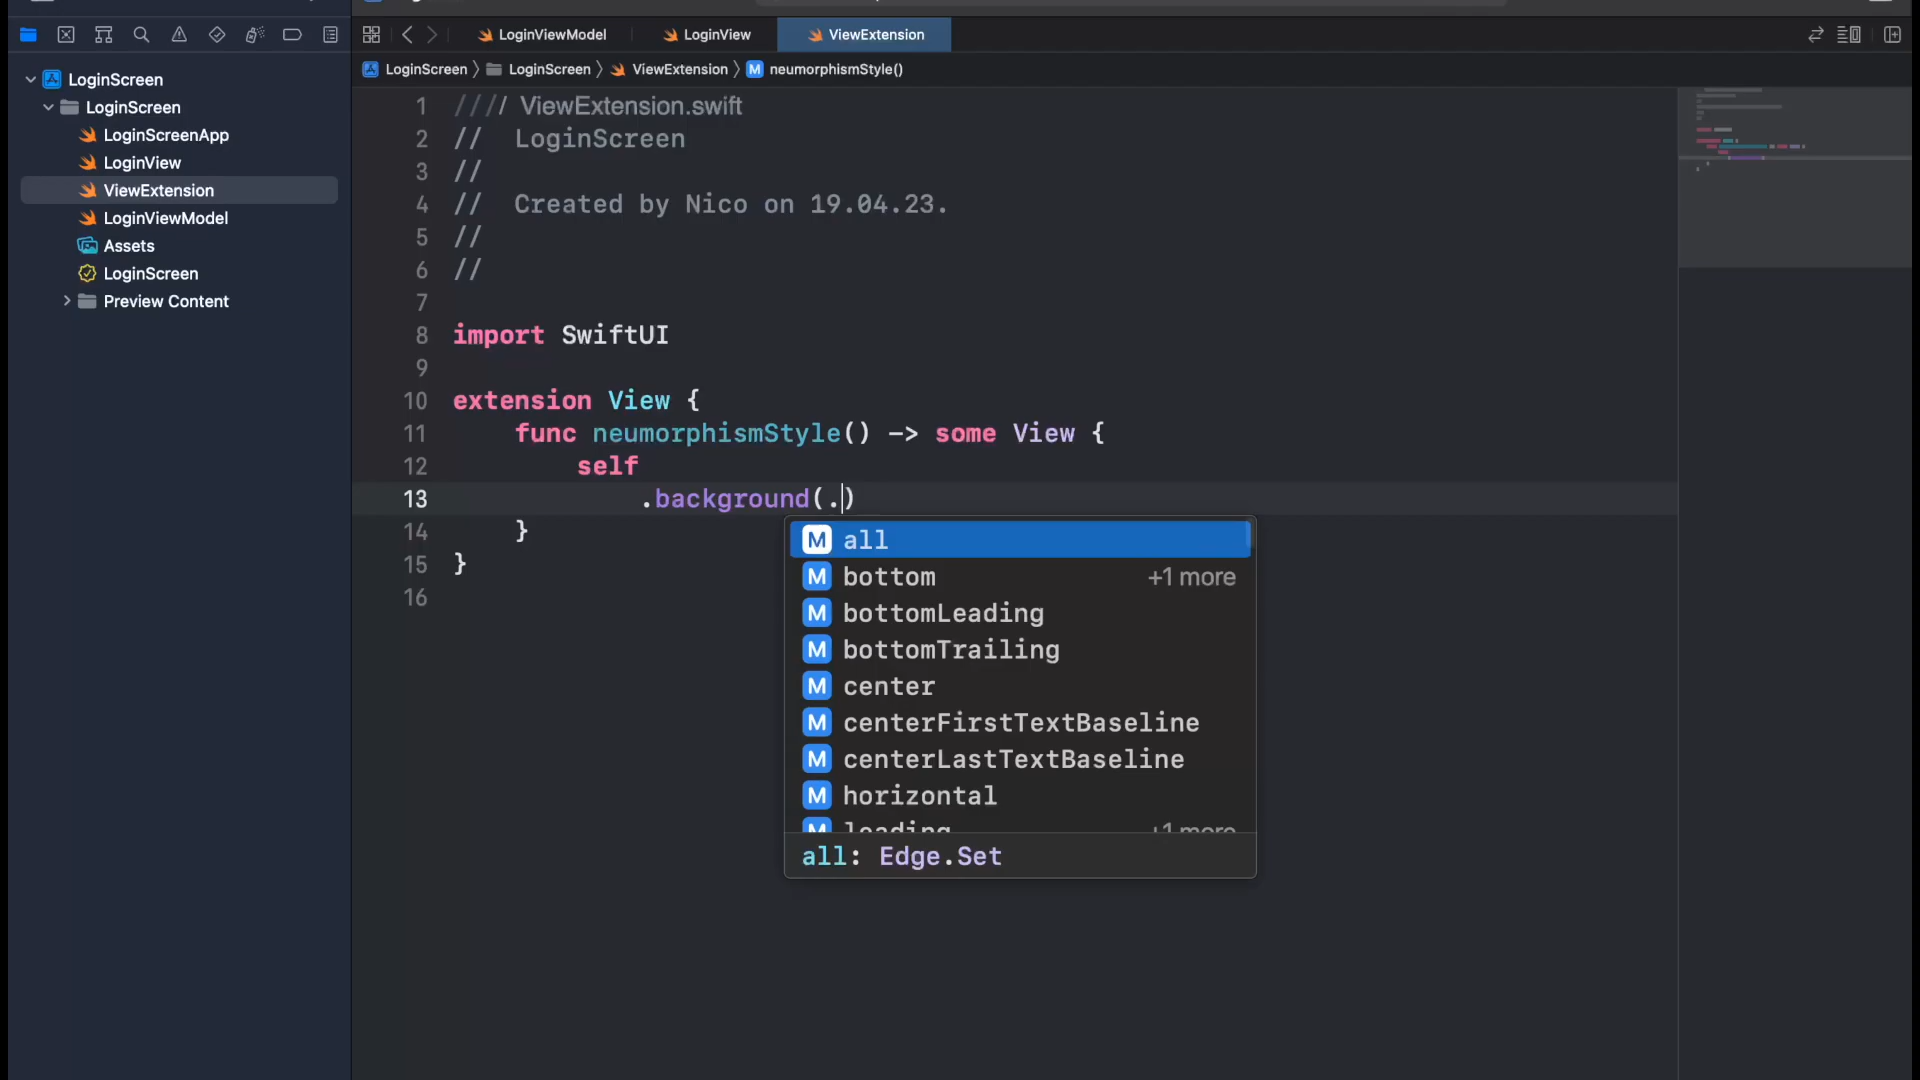 LoginViewModel
LoginView
ViewExtension
LoginScreen
LoginScreen
ViewExtension
M neumorphismStyle()
LoginScreen
LoginScreen
LoginScreenApp
LoginView
ViewExtension
LoginViewModel
Assets
LoginScreen
Preview Content
1 //// ViewExtension.swift
2 // LoginScreen
3 //
4 // Created by Nico on 19.04.23.
5 //
6 //
7
8 import SwiftUI
9
10 extension View {
11 func neumorphismStyle() -> some View {
12 self
13 .background(.)
14 }
15 }
16
M all
M bottom +1 more
M bottomLeading
M bottomTrailing
M center
M centerFirstTextBaseline
M centerLastTextBaseline
M horizontal
M leading +1 more
all: Edge.Set